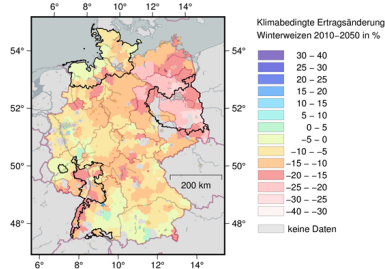 6° 8° 10° 12° 14°
54° 54°
52° 52°
50° 50°
48° 48°
200 km
6° 8° 10° 12° 14°
Klimabedingte Ertragsänderung
Winterweizen 2010–2050 in %
30 – 40
25 – 30
20 – 25
15 – 20
10 – 15
5 – 10
0 – 5
–5 – 0
–10 – –5
–15 – –10
–20 – –15
–25 – –20
–30 – –25
–40 – –30
keine Daten